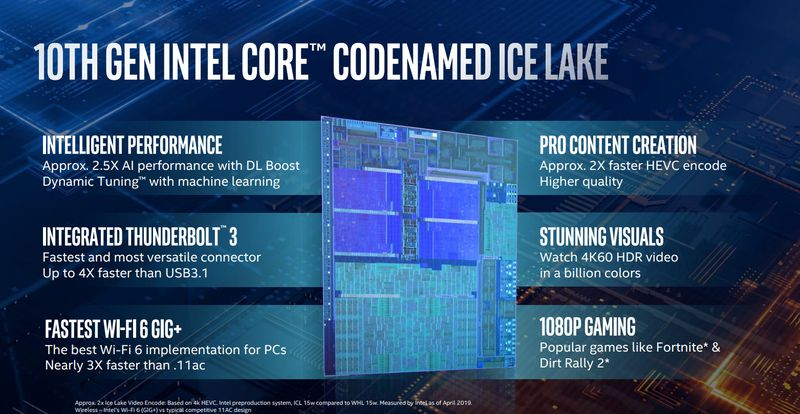 10TH GEN INTEL CORE™ CODENAMED ICE LAKE
INTELLIGENT PERFORMANCE
Approx. 2.5X AI performance with DL Boost
Dynamic Tuning™ with machine learning
INTEGRATED THUNDERBOLT™ 3
Fastest and most versatile connector
Up to 4X faster than USB3.1
FASTEST WI-FI 6 GIG+
The best Wi-Fi 6 implementation for PCs
Nearly 3X faster than .11ac
PRO CONTENT CREATION
Approx. 2X faster HEVC encode
Higher quality
STUNNING VISUALS
Watch 4K60 HDR video
in a billion colors
1080P GAMING
Popular games like Fortnite* &
Dirt Rally 2*
Approx. 2x Ice Lake Video Encode: Based on 4k HEVC. Intel preproduction system, ICL 15w compared to WHL 15w. Measured by Intel as of April 2019.
Wireless – Intel's Wi-Fi 6 (GIG+) vs typical competitive 11AC design